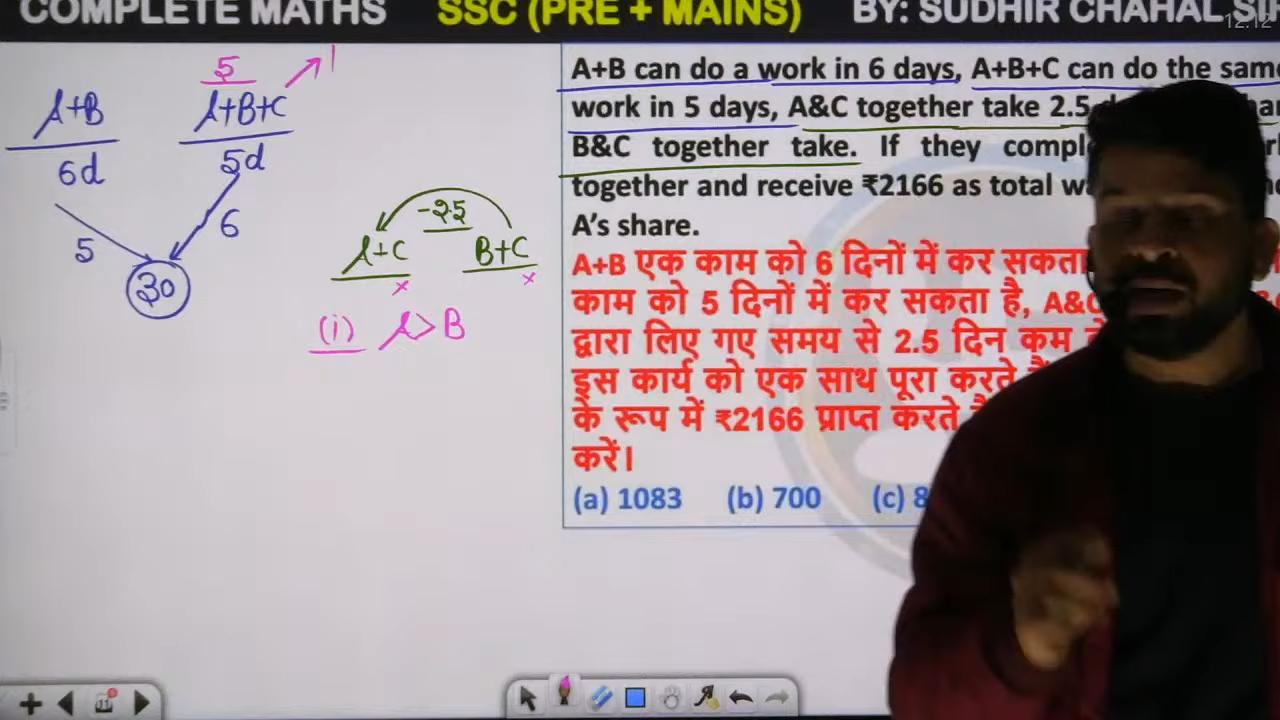 COMPLETE MATHS SSC (PRE + MAINS) BY: SUDHIR CHAHAL SIR
12:12
5
A+B A+B+C
6d 5d
5 6
30
-2.5
A+C B+C
x x
(i) A>B
A+B can do a work in 6 days, A+B+C can do the same
work in 5 days, A&C together take 2.5
B&C together take. If they
together and receive ₹2166 as total
A's share.
A+B एक काम को 6 दिनों में कर
काम को 5 दिनों में कर सकता है,
द्वारा लिए गए समय से 2.5 दिन कम
इस कार्य को एक साथ पूरा करते
के रूप में ₹2166 प्राप्त करते
करें।
(a) 1083 (b) 700 (c)